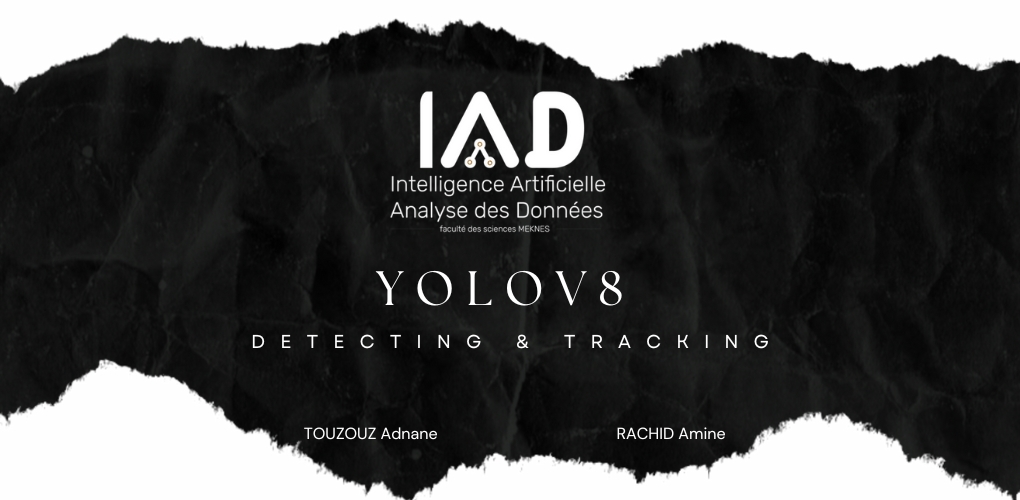 IAD
Intelligence Artificielle
Analyse des Données
faculté des sciences MEKNES
YOLOV8
DETECTING & TRACKING
TOUZOUZ Adnane
RACHID Amine